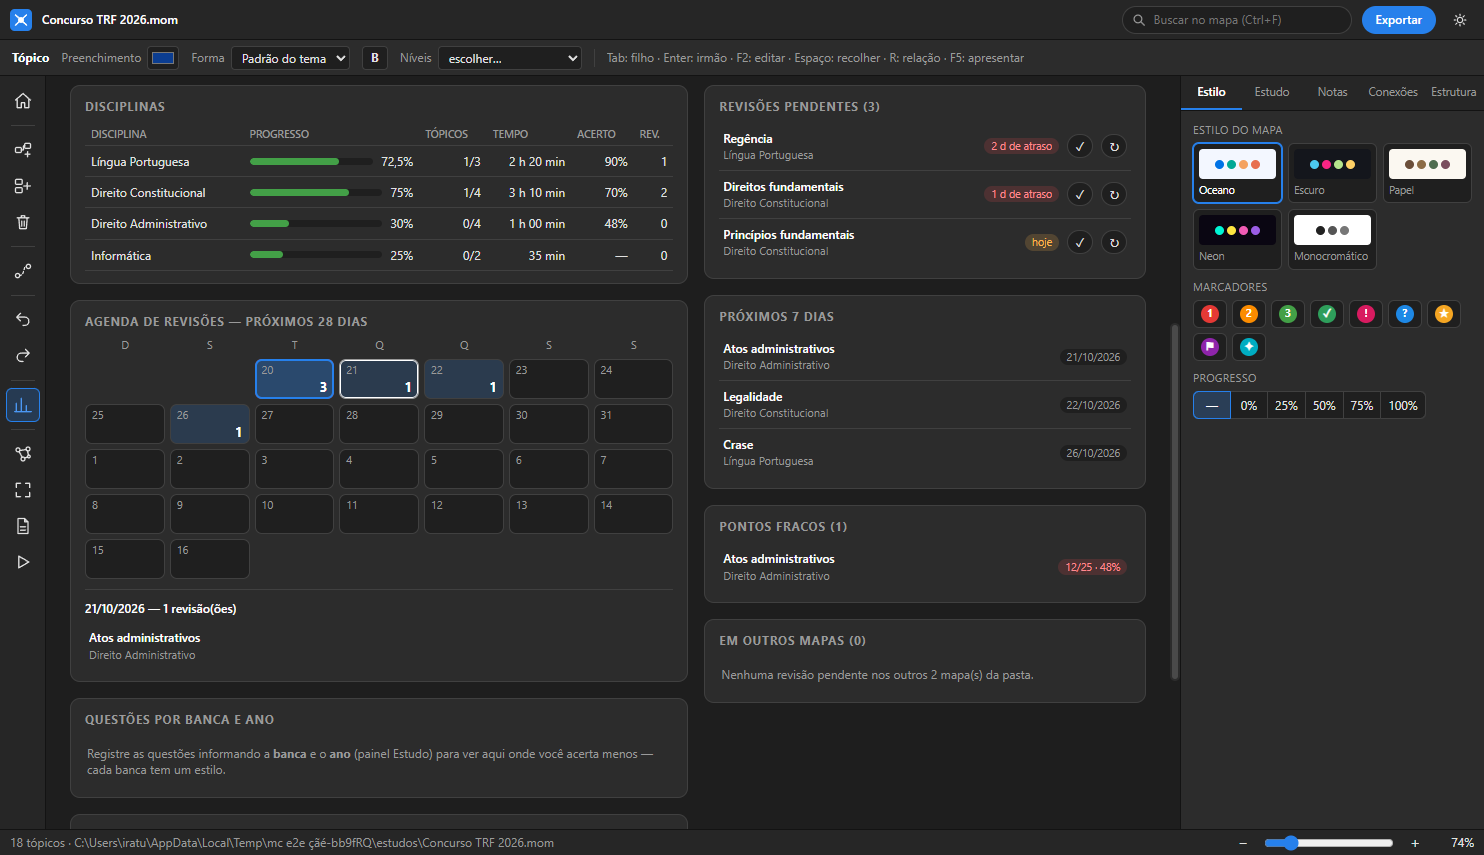 Concurso TRF 2026.mom
Buscar no mapa (Ctrl+F)
Exportar
Tópico Preenchimento Forma Padrão do tema B Níveis escolher... Tab: filho · Enter: irmão · F2: editar · Espaço: recolher · R: relação · F5: apresentar
DISCIPLINAS
DISCIPLINA PROGRESSO TÓPICOS TEMPO ACERTO REV.
Língua Portuguesa 72,5% 1/3 2 h 20 min 90% 1
Direito Constitucional 75% 1/4 3 h 10 min 70% 2
Direito Administrativo 30% 0/4 1 h 00 min 48% 0
Informática 25% 0/2 35 min — 0
AGENDA DE REVISÕES — PRÓXIMOS 28 DIAS
D S T Q Q S S
20 3 21 1 22 1 23 24
25 26 1 27 28 29 30 31
1 2 3 4 5 6 7
8 9 10 11 12 13 14
15 16
21/10/2026 — 1 revisão(ões)
Atos administrativos
Direito Administrativo
QUESTÕES POR BANCA E ANO
Registre as questões informando a banca e o ano (painel Estudo) para ver aqui onde você acerta menos —
cada banca tem um estilo.
REVISÕES PENDENTES (3)
Regência
Língua Portuguesa
2 d de atraso ✓ ↻
Direitos fundamentais
Direito Constitucional
1 d de atraso ✓ ↻
Princípios fundamentais
Direito Constitucional
hoje ✓ ↻
PRÓXIMOS 7 DIAS
Atos administrativos
Direito Administrativo
21/10/2026
Legalidade
Direito Constitucional
22/10/2026
Crase
Língua Portuguesa
26/10/2026
PONTOS FRACOS (1)
Atos administrativos
Direito Administrativo
12/25 · 48%
EM OUTROS MAPAS (0)
Nenhuma revisão pendente nos outros 2 mapa(s) da pasta.
Estilo Estudo Notas Conexões Estrutura
ESTILO DO MAPA
Oceano Escuro Papel
Neon Monocromático
MARCADORES
1 2 3 ✓ ! ? ★
PROGRESSO
— 0% 25% 50% 75% 100%
18 tópicos · C:\Users\iratu\AppData\Local\Temp\mc e2e çãé-bb9fRQ\estudos\Concurso TRF 2026.mom
− + 74%